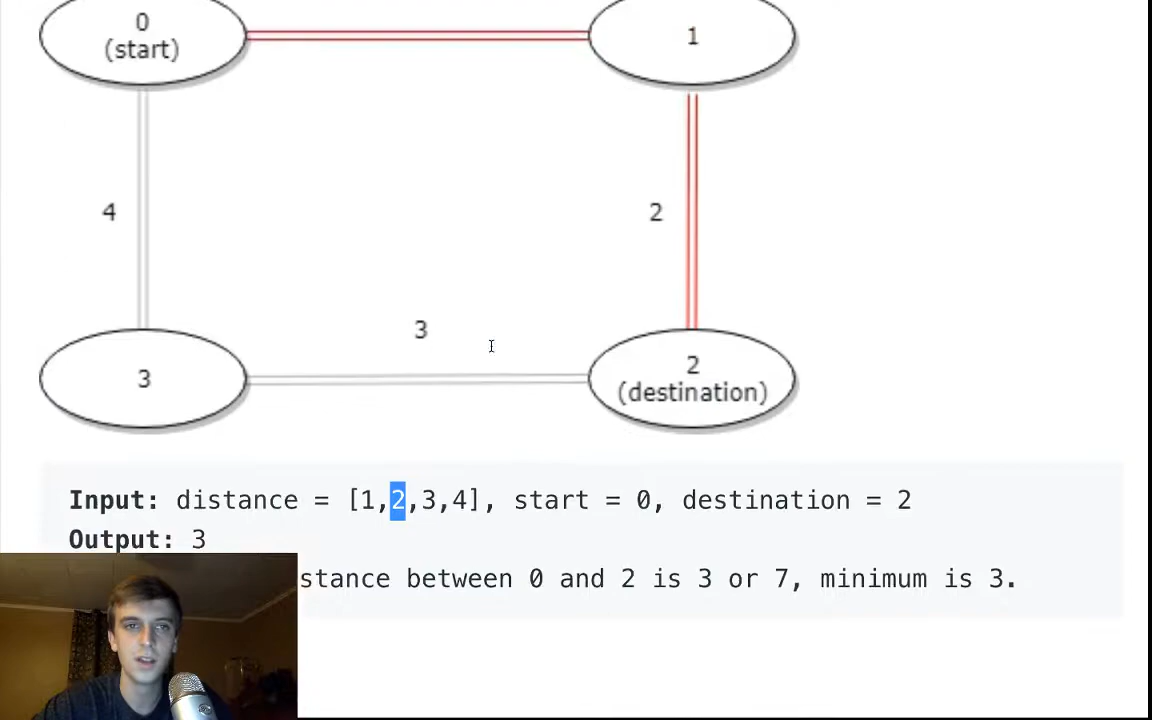 0
(start)
1
4
2
3
3
2
(destination)
Input: distance = [1,2,3,4], start = 0, destination = 2
Output: 3
stance between 0 and 2 is 3 or 7, minimum is 3.